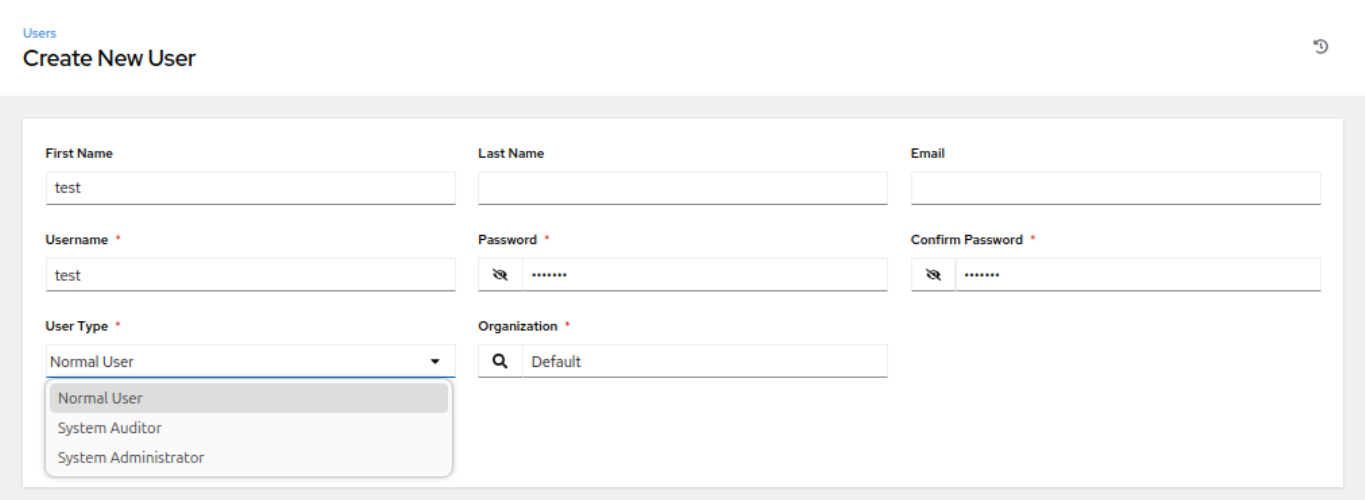 Users
Create New User
First Name
Last Name
Email
test
Username *
Password *
Confirm Password *
test
•••••••
•••••••
User Type *
Organization *
Normal User
Default
Normal User
System Auditor
System Administrator